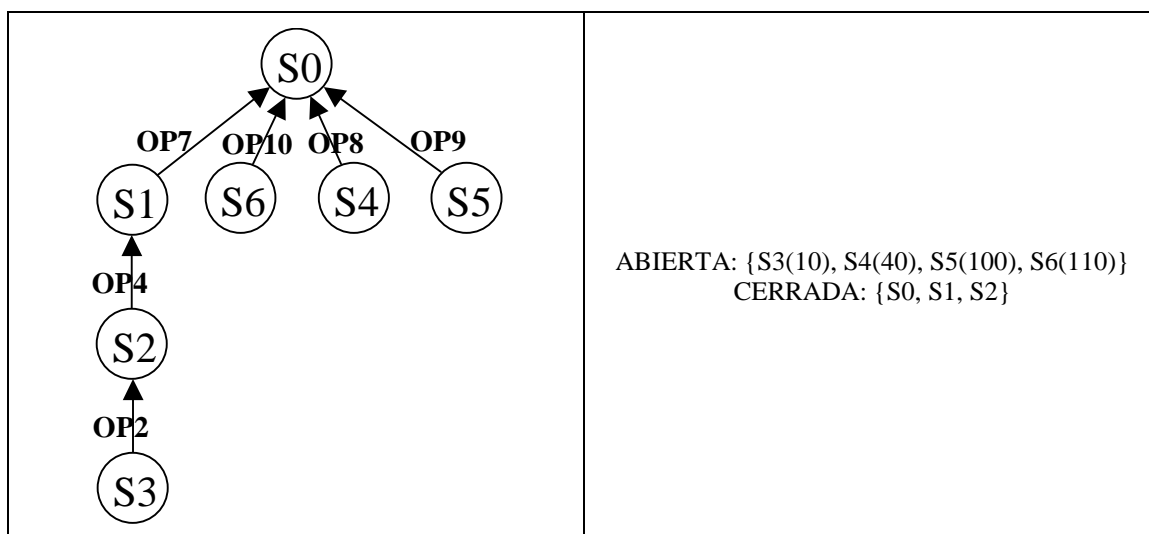 S0
OP7 OP10 OP8 OP9
S1 S6 S4 S5
OP4
S2
OP2
S3
ABIERTA: {S3(10), S4(40), S5(100), S6(110)}
CERRADA: {S0, S1, S2}